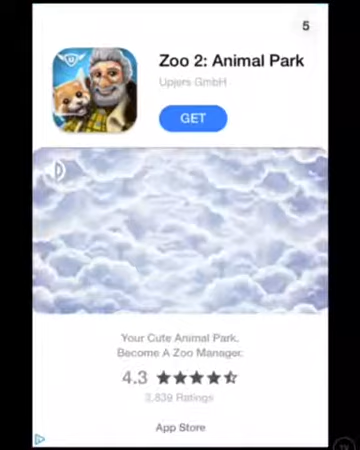 5
Zoo 2: Animal Park
Upjers GmbH
GET
Your Cute Animal Park.
Become A Zoo Manager.
4.3
3,839 Ratings
App Store